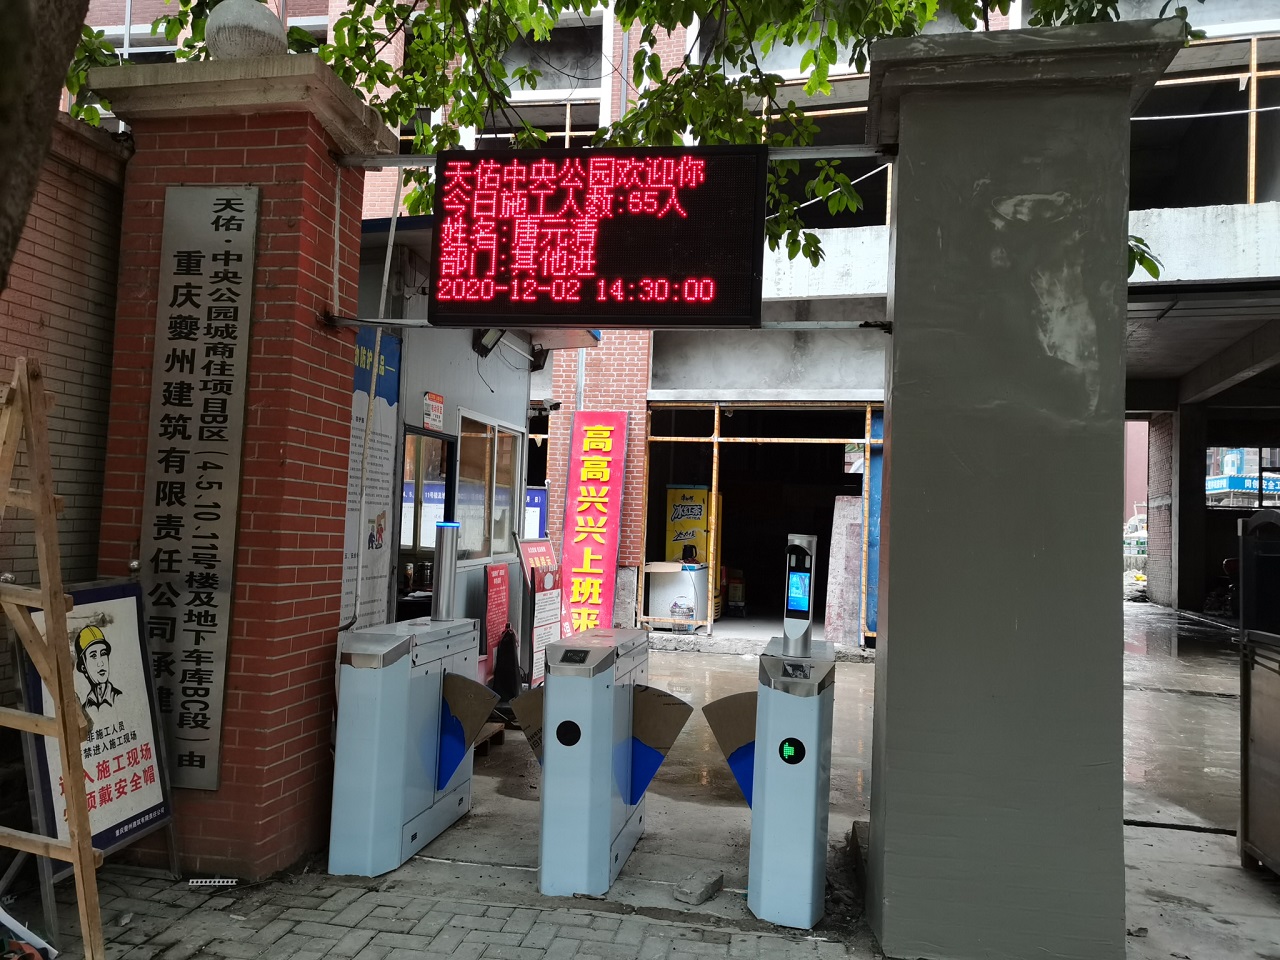 天佑中央公园欢迎你
今日施工人数:65人
姓名:唐元清
部门:其他进
2020-12-02 14:30:00
天佑·中央公园城商住项目B区(4.5.10.11号楼及地下车库BC段)由
重庆夔州建筑有限责任公司承建
高高兴兴上班来
冰红茶
非施工人员
禁进入施工现场
进入施工现场
必须戴安全帽